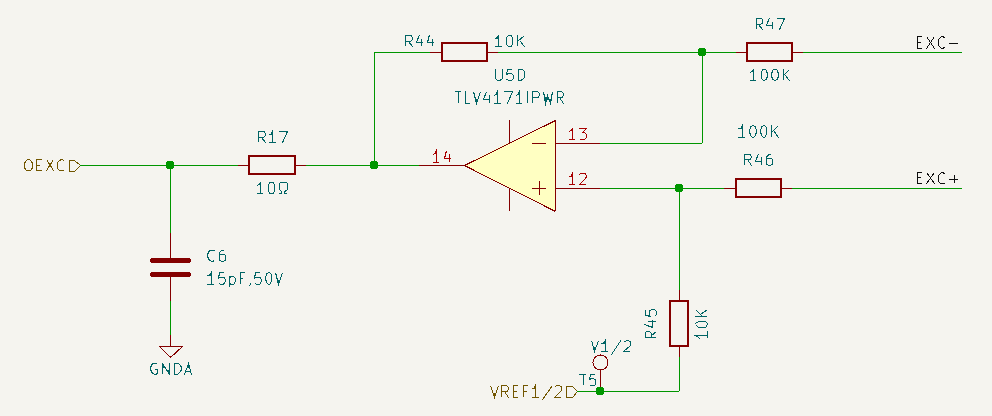 R47
R44
10K
EXC-
U5D
100K
TLV4171IPWR
13
100K
R17
14
R46
OEXC
12
EXC+
10Ω
C6
15pF,50V
R45
10K
V1/2
GNDA
T5
VREF1/2